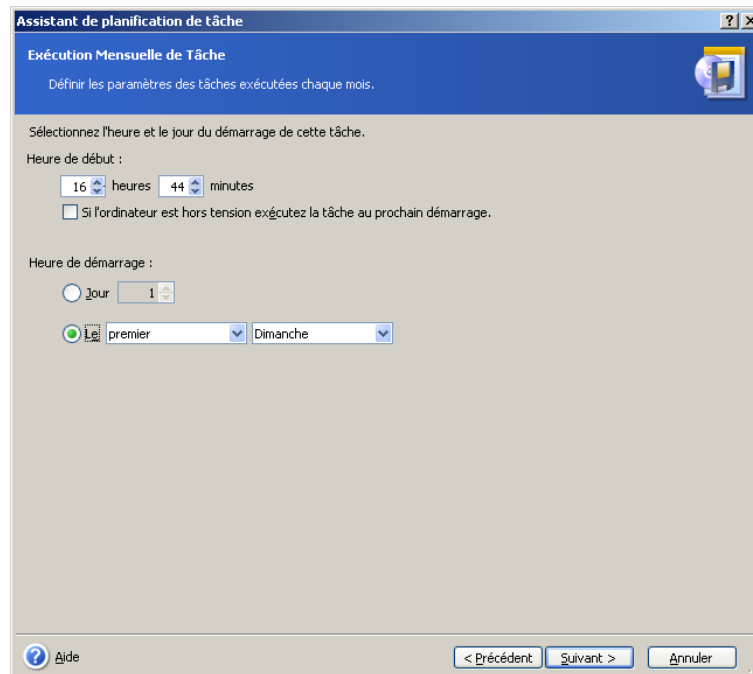 Assistant de planification de tâche
Exécution Mensuelle de Tâche
Définir les paramètres des tâches exécutées chaque mois.
Sélectionnez l'heure et le jour du démarrage de cette tâche.
Heure de début :
16 heures 44 minutes
Si l'ordinateur est hors tension exécutez la tâche au prochain démarrage.
Heure de démarrage :
Jour 1
Le premier Dimanche
Aide < Précédent Suivant > Annuler